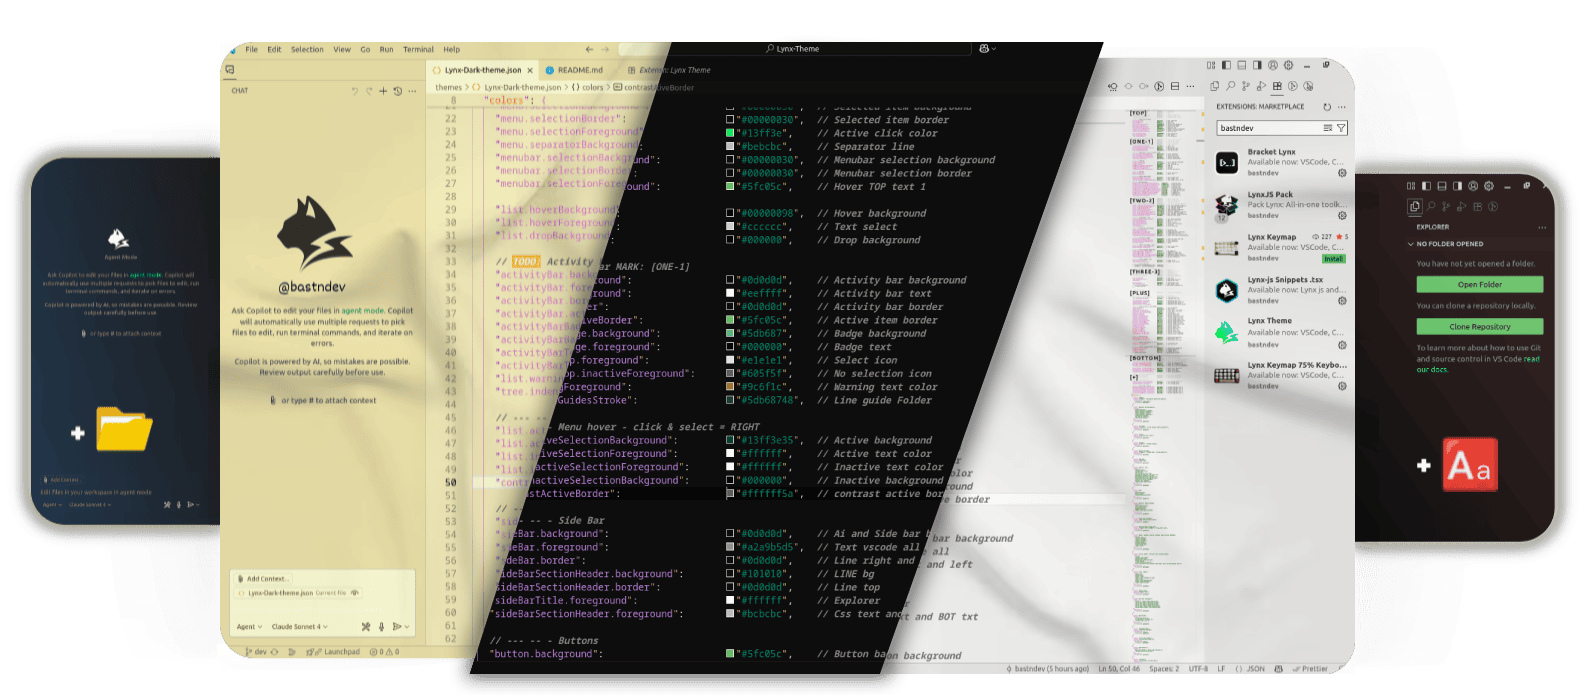 File Edit Selection View Go Run Terminal Help
Lynx-Theme
CHAT
Lynx-Dark-theme.json
README.md
Extension: Lynx Theme
themes > Lynx-Dark-theme.json > {} colors > contrastActiveBorder
8 "colors": {
22 "menu.selectionBorder": "#00000030", // Selected item border
23 "menu.selectionForeground": "#13ff3e", // Active click color
24 "menu.separatorBackground": "#bebcbc", // Separator line
25 "menubar.selectionBackground": "#00000030", // Menubar selection background
26 "menubar.selectionBorder": "#00000030", // Menubar selection border
27 "menubar.selectionForeground": "#5fc05c", // Hover TOP text 1
28
29 "list.hoverBackground": "#00000098", // Hover background
30 "list.hoverForeground": "#cccccc", // Text select
31 "list.dropBackground": "#000000", // Drop background
32
33 // TODO: Activity bar MARK: [ONE-1]
34 "activityBar.background": "#0d0d0d", // Activity bar background
35 "activityBar.foreground": "#eeffff", // Activity bar text
36 "activityBar.border": "#0d0d0d", // Activity bar border
37 "activityBar.activeBorder": "#5fc05c", // Active item border
38 "activityBarBadge.background": "#5db687", // Badge background
39 "activityBarBadge.foreground": "#000000", // Badge text
40 "activityBarTop.foreground": "#e1e1e1", // Select icon
41 "activityBarTop.inactiveForeground": "#605f5f", // No selection icon
42 "list.warningForeground": "#9c6f1c", // Warning text color
43 "tree.indentGuidesStroke": "#5db68748", // Line guide Folder
44
45 // --- -- - Menu hover - click & select = RIGHT
46 "list.activeSelectionBackground": "#13ff3e35", // Active background
47 "list.activeSelectionForeground": "#ffffff", // Active text color
48 "list.inactiveSelectionForeground": "#ffffff", // Inactive text color
49 "list.inactiveSelectionBackground": "#000000", // Inactive background
50 "contrastActiveBorder": "#ffffff5a", // contrast active border
51
52 // --- -- - Side Bar
53 "sideBar.background": "#0d0d0d", // Ai and Side bar background
54 "sideBar.foreground": "#a2a9b5d5", // Text vscode all
55 "sideBar.border": "#0d0d0d", // Line right and left
56 "sideBarSectionHeader.background": "#101010", // LINE bg
57 "sideBarSectionHeader.border": "#0d0d0d", // Line top
58 "sideBarTitle.foreground": "#ffffff", // Explorer
59 "sideBarSectionHeader.foreground": "#bcbcbc", // Css text and BOT txt
60
61 // --- -- - Buttons
62 "button.background": "#5fc05c", // Button background
@bastndev
Ask Copilot to edit your files in agent mode. Copilot
will automatically use multiple requests to pick
files to edit, run terminal commands, and iterate on
errors.
Copilot is powered by AI, so mistakes are possible.
Review output carefully before use.
or type # to attach context
Add Context...
Lynx-Dark-theme.json Current file
Agent Claude Sonnet 4
dev Launchpad 0 0
Agent Mode
Ask Copilot to edit your files in agent mode. Copilot will
automatically use multiple requests to pick files to edit, run
terminal commands, and iterate on errors.
Copilot is powered by AI, so mistakes are possible. Review
output carefully before use.
or type # to attach context
Add Context...
Edit files in your workspace in agent mode
Agent Claude Sonnet 4
[TOP]
[ONE-1]
[TWO-2]
[THREE-3]
[PLUS]
[BOTTOM]
[+]
EXTENSIONS: MARKETPLACE
bastndev
Bracket Lynx
Available now: VSCode, C...
bastndev
LynxJS Pack
Pack Lynx: All-in-one toolk...
12 bastndev
Lynx Keymap 227 5
Available now: VSCode, C...
bastndev Install
Lynx-js Snippets .tsx
Available now: Lynx js and...
bastndev
Lynx Theme
Available now: VSCode, C...
bastndev
Lynx Keymap 75% Keybo...
Available now: VSCode, C...
bastndev
bastndev (5 hours ago) Ln 50, Col 46 Spaces: 2 UTF-8 LF {} JSON Prettier
EXPLORER
NO FOLDER OPENED
You have not yet opened a folder.
Open Folder
You can clone a repository locally.
Clone Repository
To learn more about how to use Git
and source control in VS Code read
our docs.
Aa